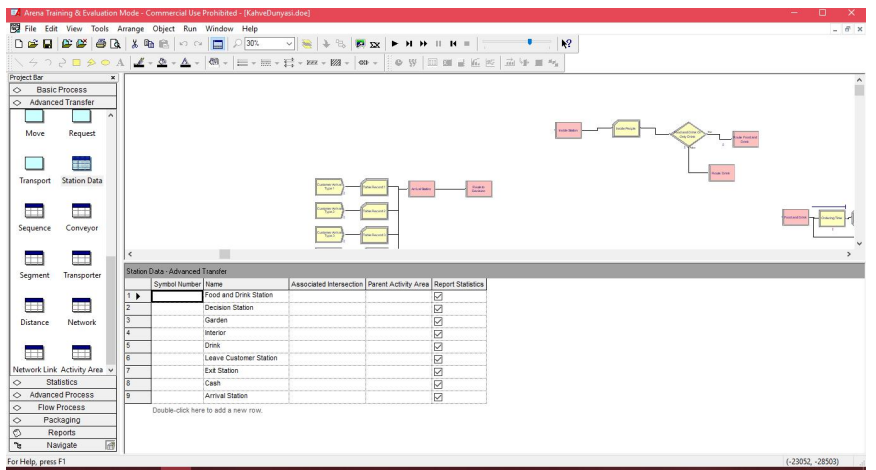 Arena Training & Evaluation Mode - Commercial Use Prohibited - [KahveDunyasi.doe]
File Edit View Tools Arrange Object Run Window Help
30%
Project Bar
Basic Process
Advanced Transfer
Move Request
Transport Station Data
Sequence Conveyor
Segment Transporter
Distance Network
Network Link Activity Area
Statistics
Advanced Process
Flow Process
Packaging
Reports
Navigate
Station Data - Advanced Transfer
Symbol Number Name Associated Intersection Parent Activity Area Report Statistics
1 Food and Drink Station
2 Decision Station
3 Garden
4 Interior
5 Drink
6 Leave Customer Station
7 Exit Station
8 Cash
9 Arrival Station
Double-click here to add a new row.
For Help, press F1
(-23052, -28503)